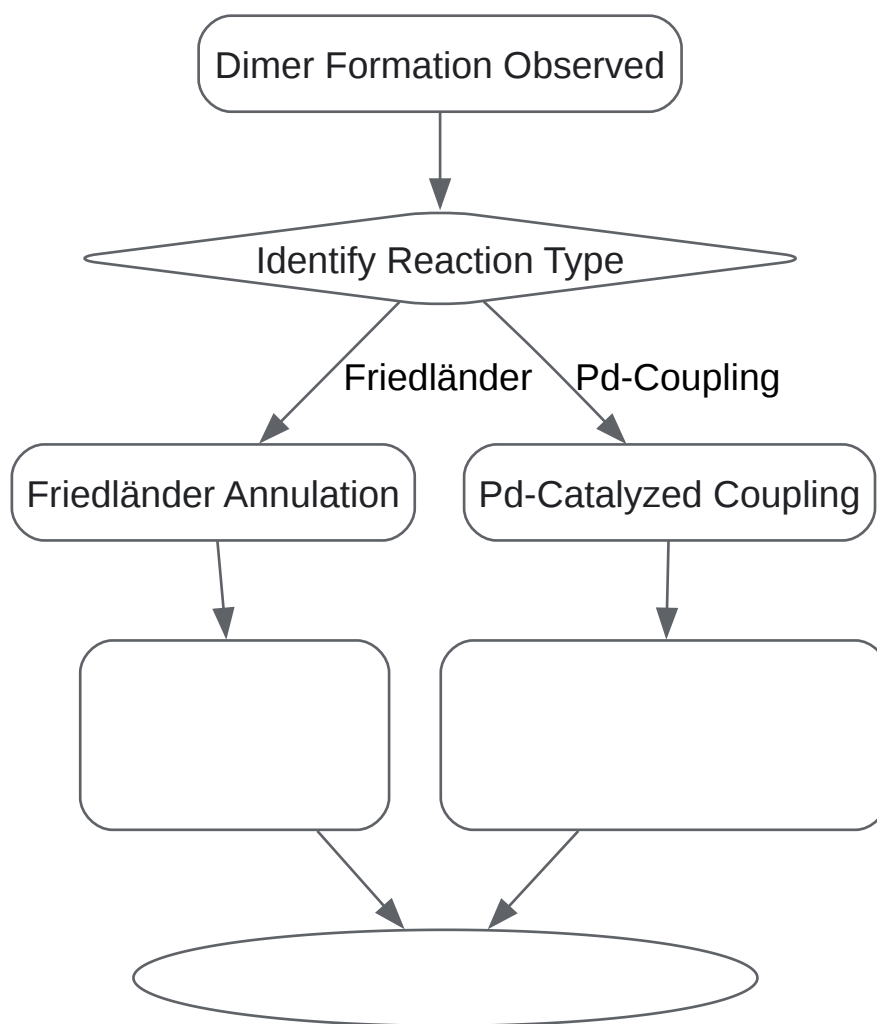 Dimer Formation Observed
Identify Reaction Type
Friedländer
Pd-Coupling
Friedländer Annulation
Pd-Catalyzed Coupling